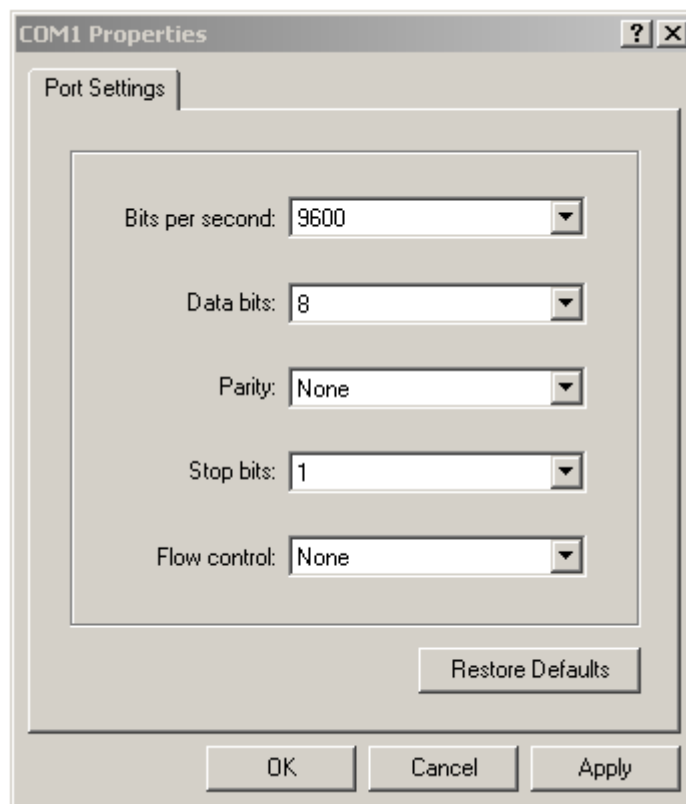 COM1 Properties
Port Settings
Bits per second: 9600
Data bits: 8
Parity: None
Stop bits: 1
Flow control: None
Restore Defaults
OK Cancel Apply